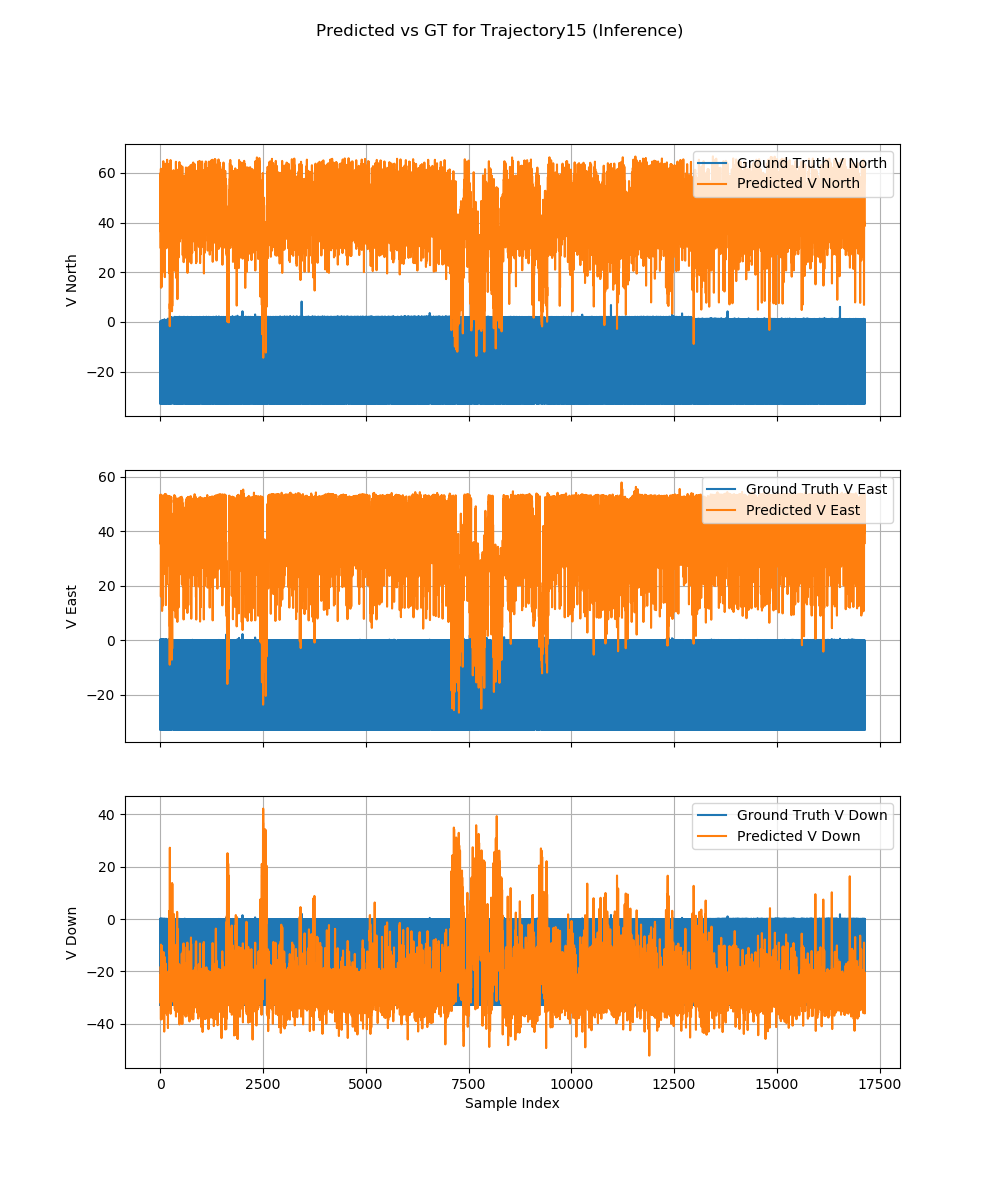 Predicted vs GT for Trajectory15 (Inference)
60
40
20
0
−20
V North
Ground Truth V North
Predicted V North
60
40
20
0
−20
V East
Ground Truth V East
Predicted V East
40
20
0
−20
−40
V Down
Ground Truth V Down
Predicted V Down
0 2500 5000 7500 10000 12500 15000 17500
Sample Index